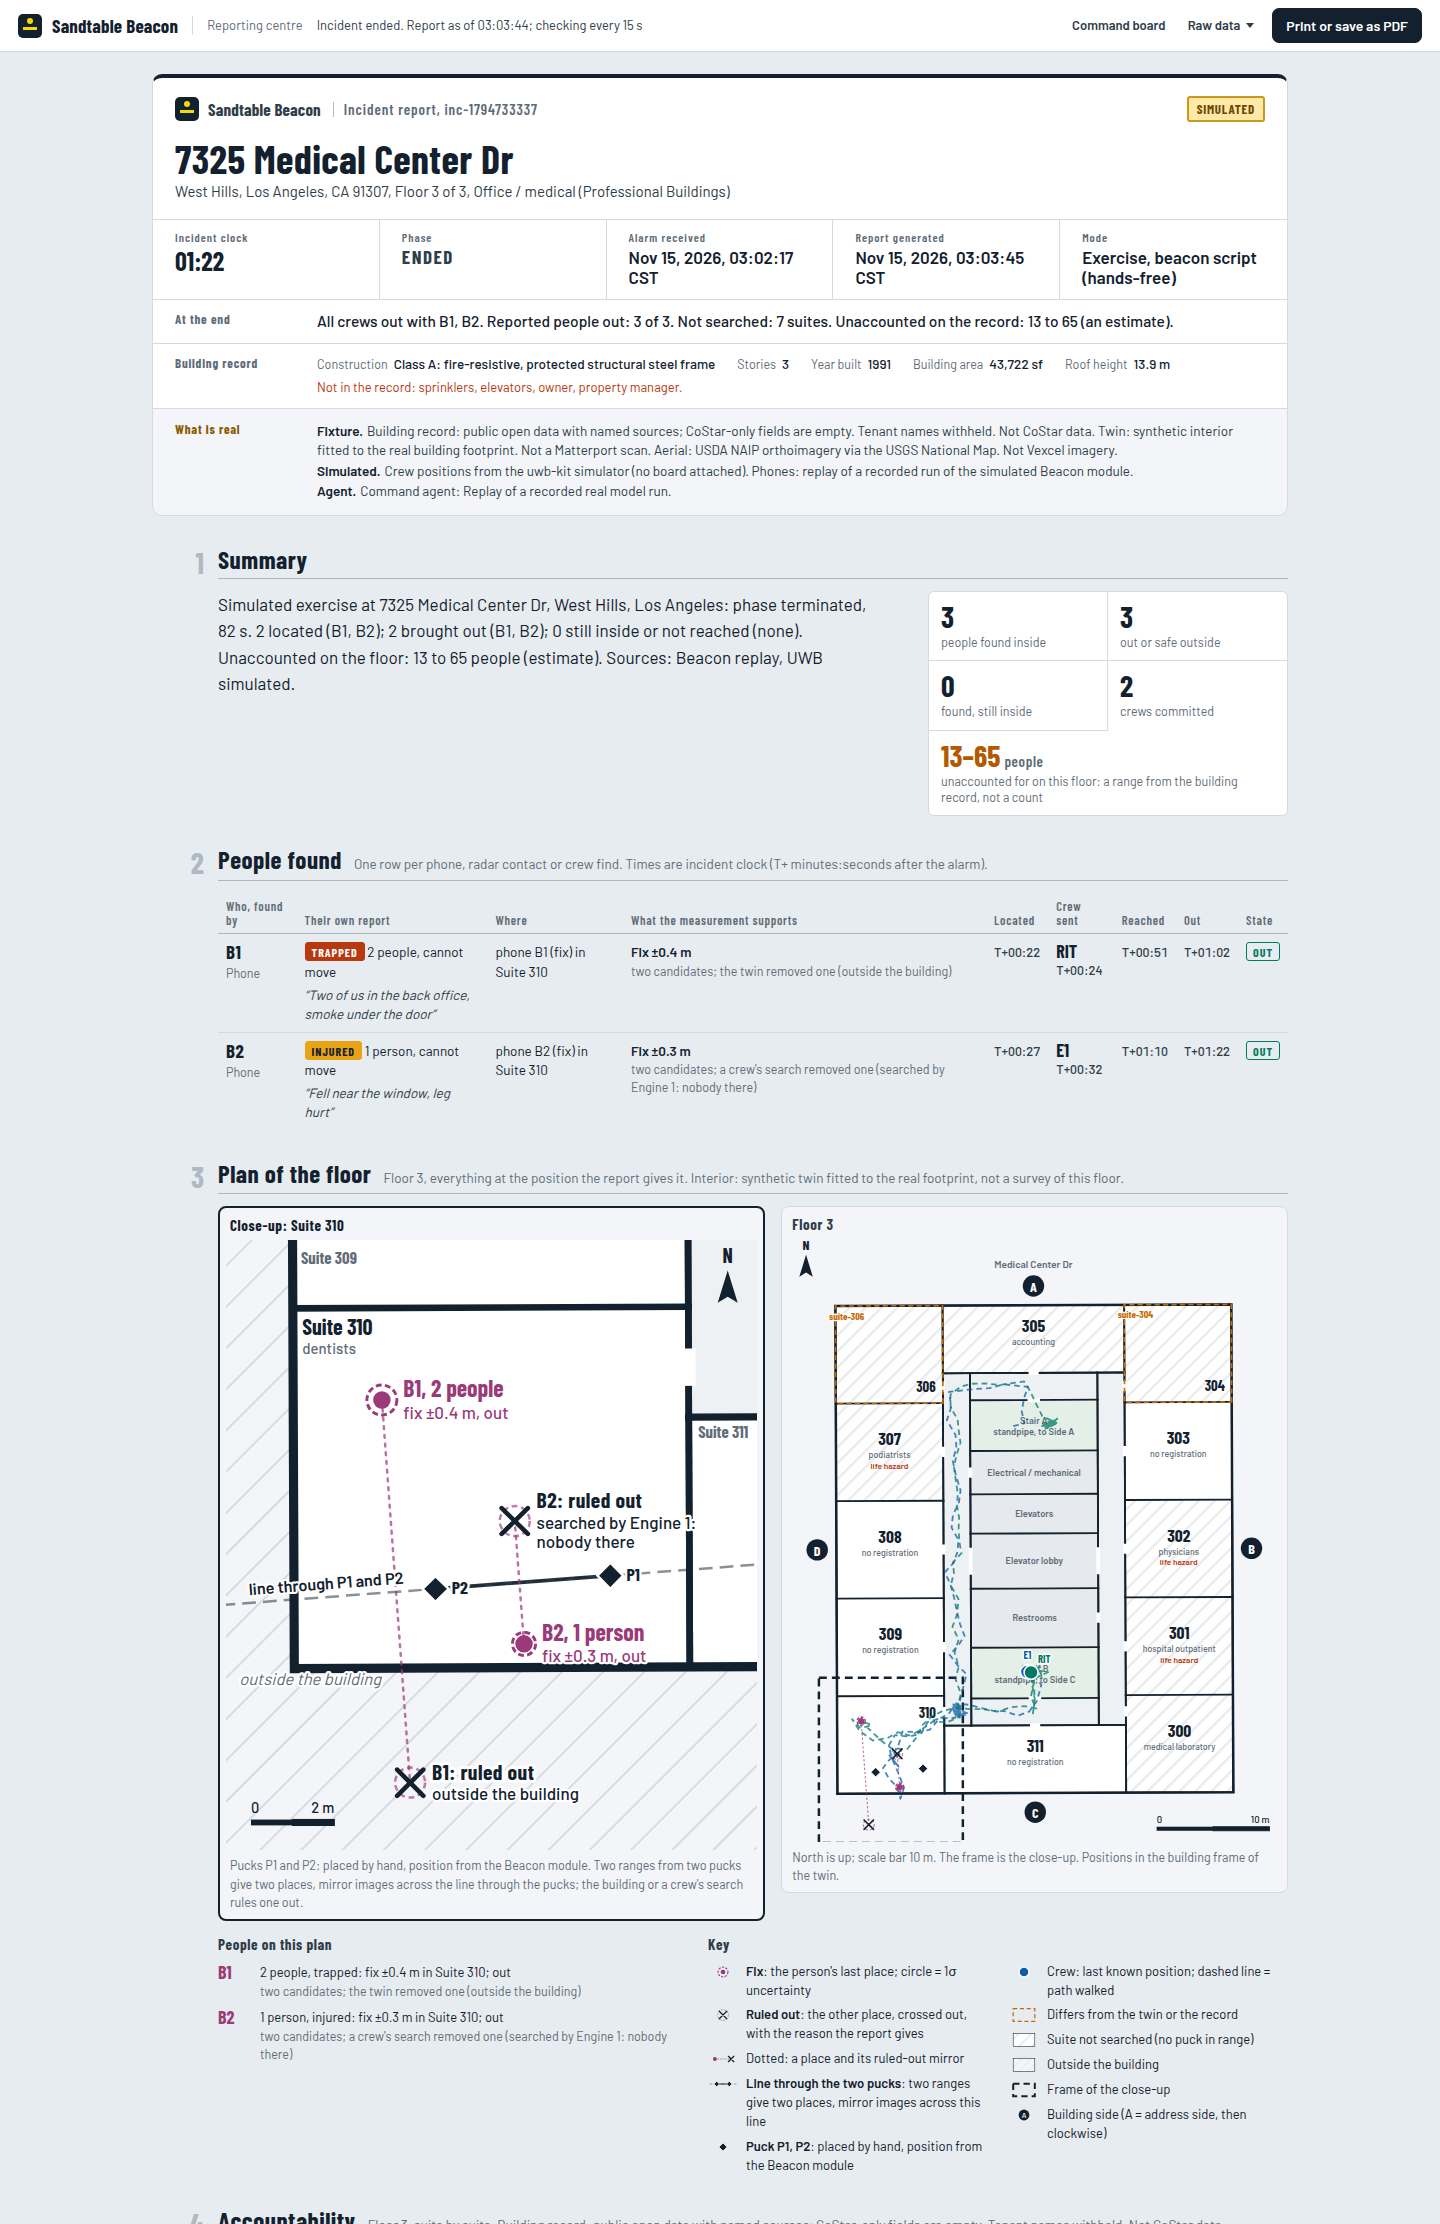 Sandtable Beacon
Reporting centre
Incident ended. Report as of 03:03:44; checking every 15 s
Command board
Raw data
Print or save as PDF
Sandtable Beacon
Incident report, inc-1794733337
SIMULATED
7325 Medical Center Dr
West Hills, Los Angeles, CA 91307, Floor 3 of 3, Office / medical (Professional Buildings)
Incident clock
01:22
Phase
ENDED
Alarm received
Nov 15, 2026, 03:02:17
CST
Report generated
Nov 15, 2026, 03:03:45
CST
Mode
Exercise, beacon script
(hands-free)
At the end
All crews out with B1, B2. Reported people out: 3 of 3. Not searched: 7 suites. Unaccounted on the record: 13 to 65 (an estimate).
Building record
Construction Class A: fire-resistive, protected structural steel frame Stories 3 Year built 1991 Building area 43,722 sf Roof height 13.9 m
Not in the record: sprinklers, elevators, owner, property manager.
What is real
Fixture. Building record: public open data with named sources; CoStar-only fields are empty. Tenant names withheld. Not CoStar data. Twin: synthetic interior
fitted to the real building footprint. Not a Matterport scan. Aerial: USDA NAIP orthoimagery via the USGS National Map. Not Vexcel imagery.
Simulated. Crew positions from the uwb-kit simulator (no board attached). Phones: replay of a recorded run of the simulated Beacon module.
Agent. Command agent: Replay of a recorded real model run.
1 Summary
Simulated exercise at 7325 Medical Center Dr, West Hills, Los Angeles: phase terminated,
82 s. 2 located (B1, B2); 2 brought out (B1, B2); 0 still inside or not reached (none).
Unaccounted on the floor: 13 to 65 people (estimate). Sources: Beacon replay, UWB
simulated.
3
people found inside
3
out or safe outside
0
found, still inside
2
crews committed
13–65 people
unaccounted for on this floor: a range from the building
record, not a count
2 People found
One row per phone, radar contact or crew find. Times are incident clock (T+ minutes:seconds after the alarm).
Who, found
by
Their own report
Where
What the measurement supports
Located
Crew
sent
Reached
Out
State
B1
Phone
TRAPPED 2 people, cannot
move
“Two of us in the back office,
smoke under the door”
phone B1 (fix) in
Suite 310
Fix ±0.4 m
two candidates; the twin removed one (outside the building)
T+00:22
RIT
T+00:24
T+00:51
T+01:02
OUT
B2
Phone
INJURED 1 person, cannot
move
“Fell near the window, leg
hurt”
phone B2 (fix) in
Suite 310
Fix ±0.3 m
two candidates; a crew's search removed one (searched by
Engine 1: nobody there)
T+00:27
E1
T+00:32
T+01:10
T+01:22
OUT
3 Plan of the floor
Floor 3, everything at the position the report gives it. Interior: synthetic twin fitted to the real footprint, not a survey of this floor.
Close-up: Suite 310
Suite 309
N
Suite 310
dentists
B1, 2 people
fix ±0.4 m, out
Suite 311
B2: ruled out
searched by Engine 1:
nobody there
line through P1 and P2
P2
P1
B2, 1 person
fix ±0.3 m, out
outside the building
B1: ruled out
outside the building
0 2 m
Pucks P1 and P2: placed by hand, position from the Beacon module. Two ranges from two pucks
give two places, mirror images across the line through the pucks; the building or a crew's search
rules one out.
Floor 3
N
Medical Center Dr
A
suite-306
suite-304
305
accounting
306
304
Stair
standpipe, to Side A
307
podiatrists
life hazard
303
no registration
Electrical / mechanical
Elevators
308
no registration
302
physicians
life hazard
D
B
Elevator lobby
Restrooms
309
no registration
301
hospital outpatient
life hazard
E1
RIT
standpipe, to Side C
310
311
no registration
300
medical laboratory
C
0 10 m
North is up; scale bar 10 m. The frame is the close-up. Positions in the building frame of
the twin.
People on this plan
B1
2 people, trapped: fix ±0.4 m in Suite 310; out
two candidates; the twin removed one (outside the building)
B2
1 person, injured: fix ±0.3 m in Suite 310; out
two candidates; a crew's search removed one (searched by Engine 1: nobody
there)
Key
Fix: the person's last place; circle = 1σ
uncertainty
Ruled out: the other place, crossed out,
with the reason the report gives
Dotted: a place and its ruled-out mirror
Line through the two pucks: two ranges
give two places, mirror images across this
line
Puck P1, P2: placed by hand, position from
the Beacon module
Crew: last known position; dashed line =
path walked
Differs from the twin or the record
Suite not searched (no puck in range)
Outside the building
Frame of the close-up
A
Building side (A = address side, then
clockwise)
4 Accountability
Floor 3, suite by suite. Building record: public open data with named sources; CoStar-only fields are empty. Tenant names withheld. Not CoStar data.